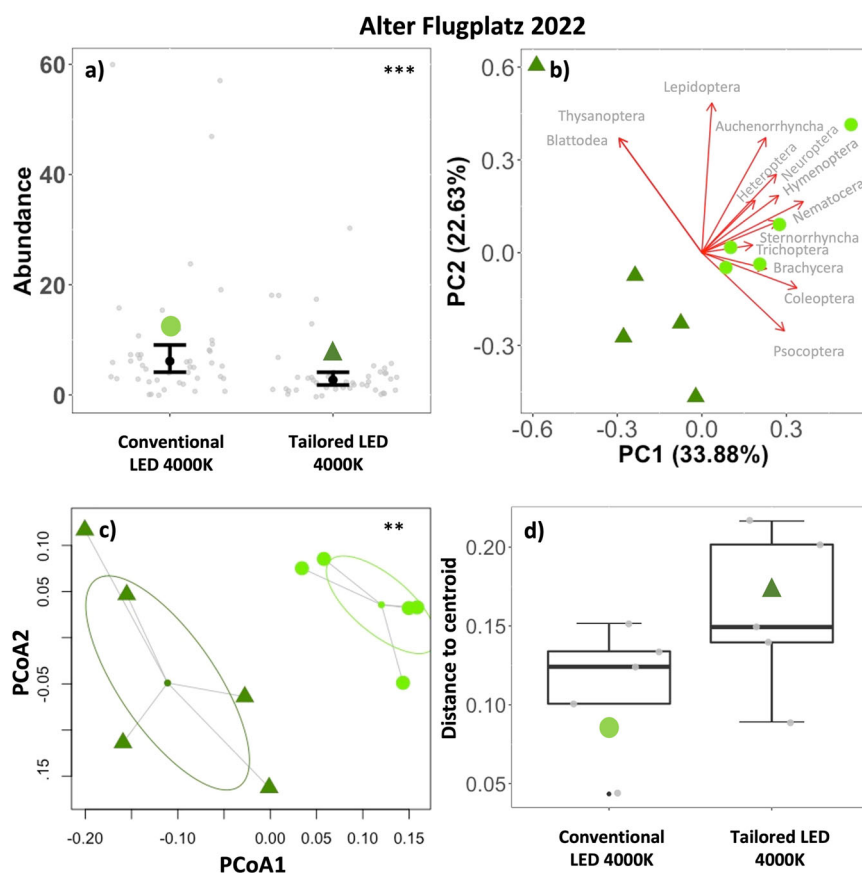 Alter Flugplatz 2022
a)
***
60
40
20
0
Abundance
Conventional
LED 4000K
Tailored LED
4000K
b)
0.6
0.3
0.0
-0.3
PC2 (22.63%)
Lepidoptera
Thysanoptera
Auchenorrhyncha
Blattodea
Neuroptera
Heteroptera
Hymenoptera
Nematocera
Sternorrhyncha
Trichoptera
Brachycera
Coleoptera
Psocoptera
-0.6
-0.3
0.0
0.3
PC1 (33.88%)
c)
**
0.10
0.05
-0.05
.15
PCoA2
-0.20
-0.10
0.00
0.05
0.10
0.15
PCoA1
d)
0.20
0.15
0.10
0.05
Distance to centroid
Conventional
LED 4000K
Tailored LED
4000K